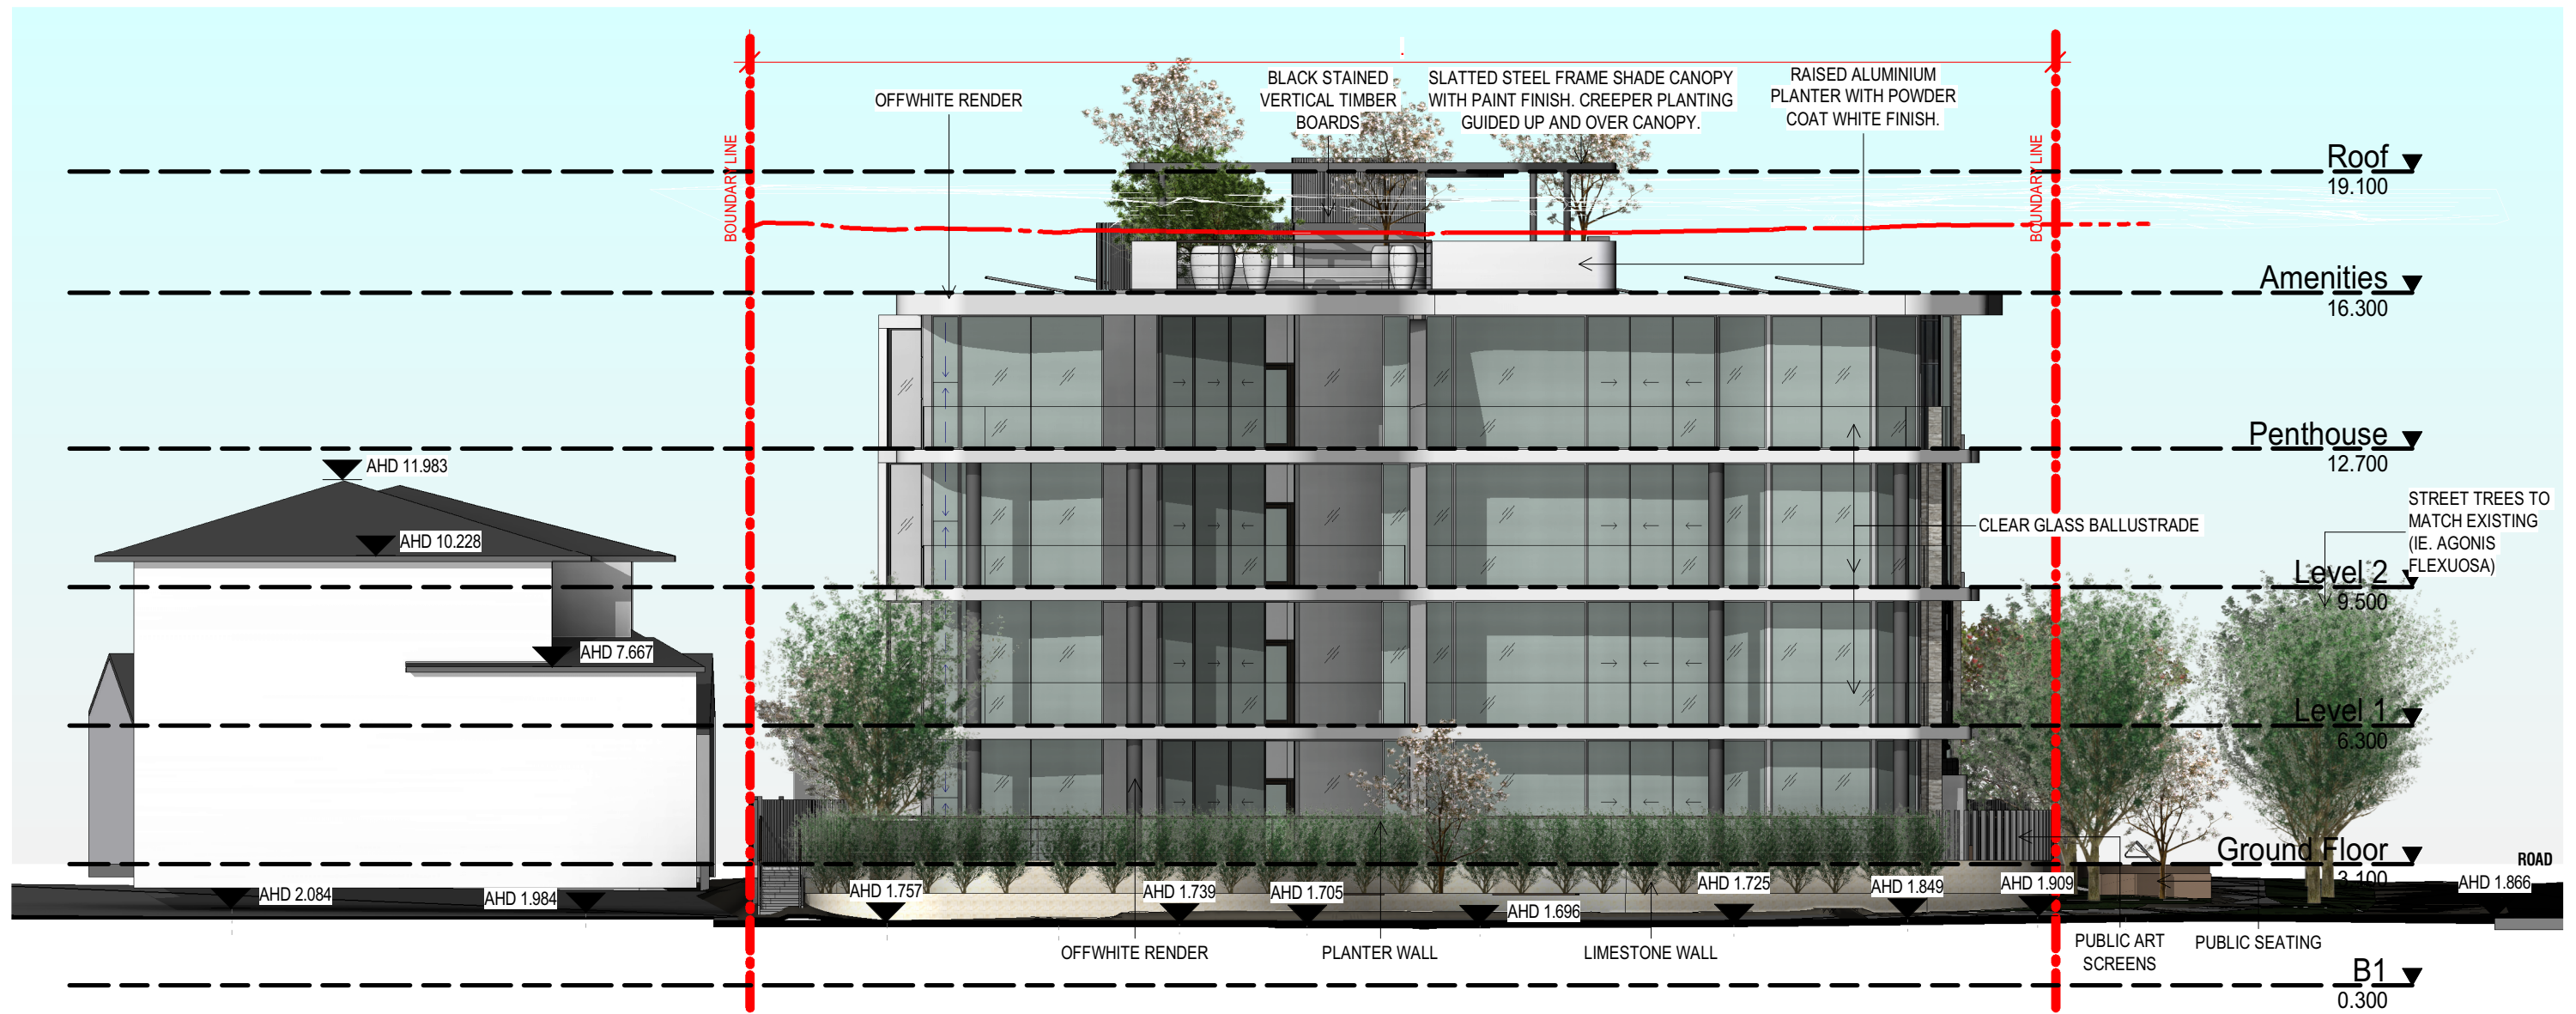 OFFWHITE RENDER
BLACK STAINED
VERTICAL TIMBER
BOARDS
SLATTED STEEL FRAME SHADE CANOPY
WITH PAINT FINISH. CREEPER PLANTING
GUIDED UP AND OVER CANOPY.
RAISED ALUMINIUM
PLANTER WITH POWDER
COAT WHITE FINISH.
BOUNDARY LINE
BOUNDARY LINE
Roof
19.100
Amenities
16.300
Penthouse
12.700
AHD 11.983
AHD 10.228
AHD 7.667
CLEAR GLASS BALLUSTRADE
STREET TREES TO
MATCH EXISTING
(IE. AGONIS
FLEXUOSA)
Level 2
9.500
Level 1
6.300
Ground Floor
3.100
ROAD
AHD 2.084
AHD 1.984
AHD 1.757
AHD 1.739
AHD 1.705
AHD 1.696
AHD 1.725
AHD 1.849
AHD 1.909
AHD 1.866
OFFWHITE RENDER
PLANTER WALL
LIMESTONE WALL
PUBLIC ART
SCREENS
PUBLIC SEATING
B1
0.300